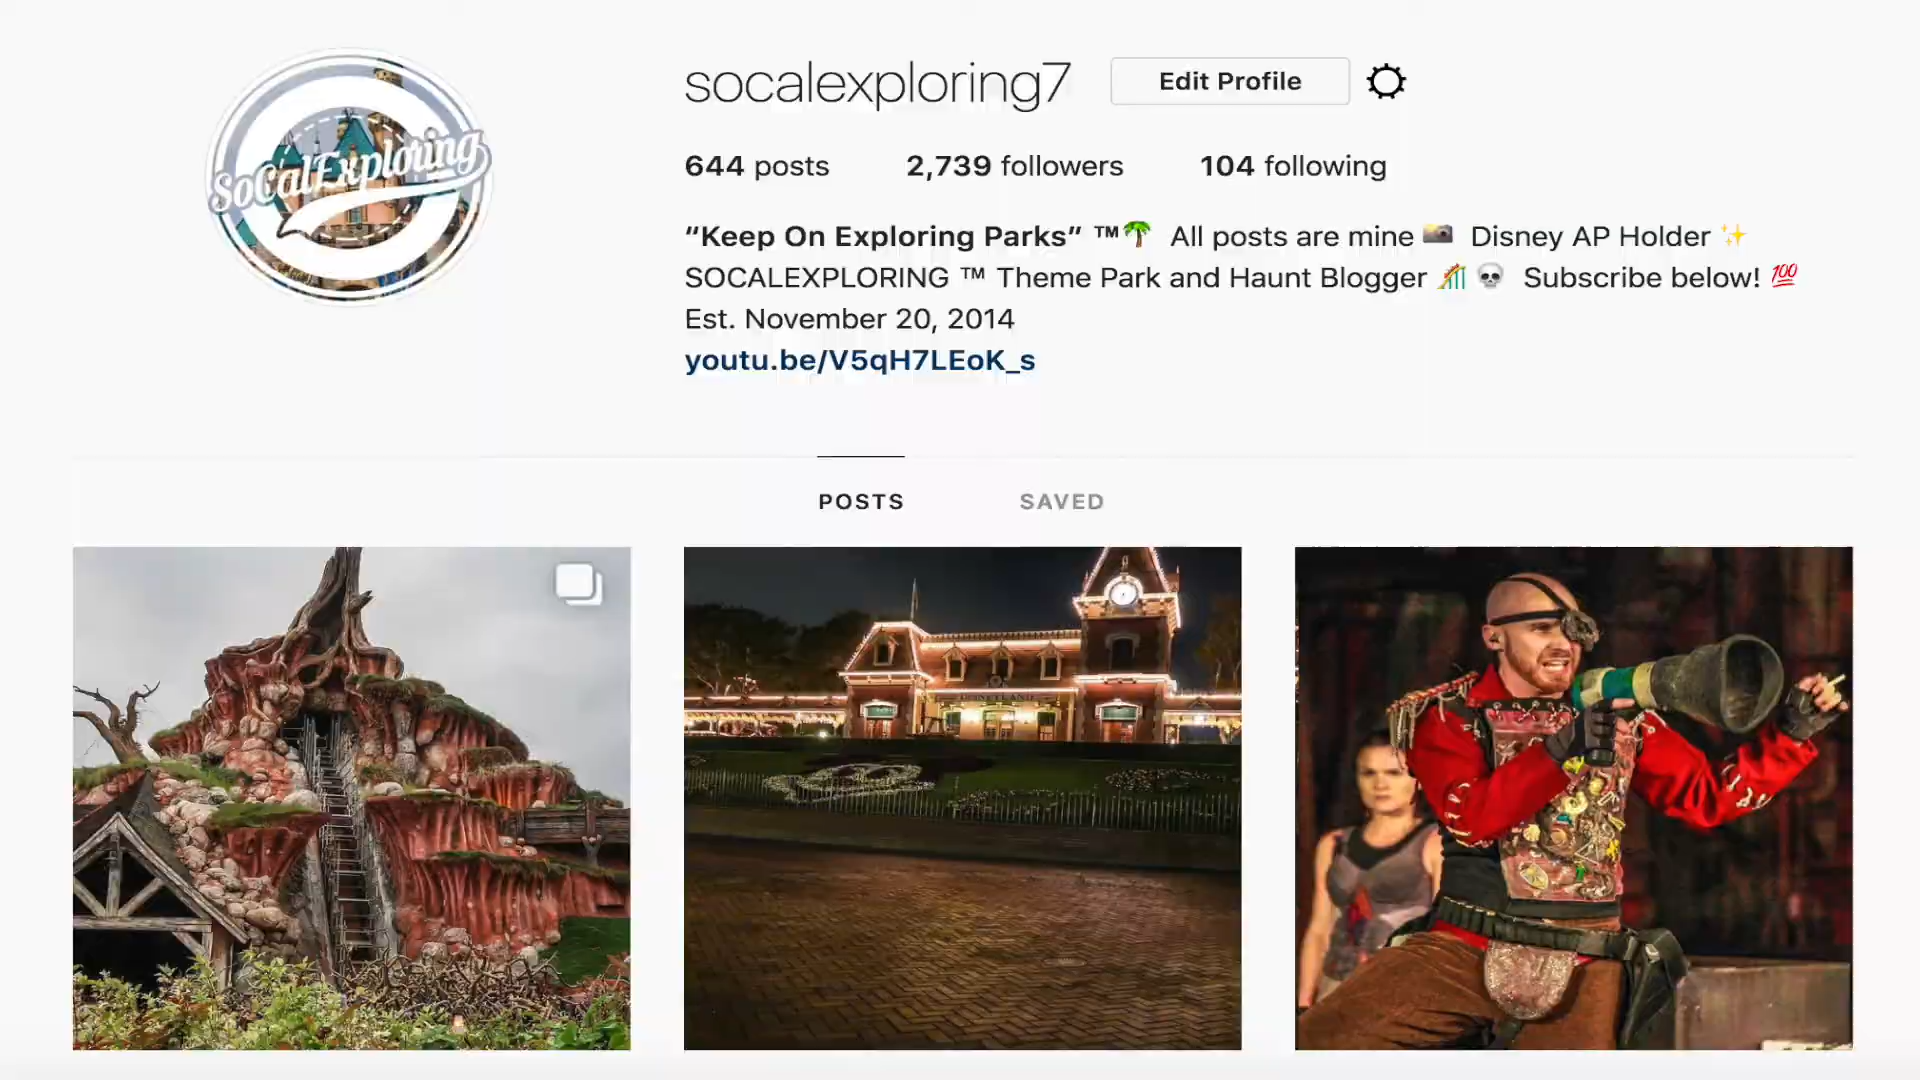 SoCalExploring
socalexploring7 Edit Profile
644 posts 2,739 followers 104 following
“Keep On Exploring Parks” ™🌴 All posts are mine 📸 Disney AP Holder ✨
SOCALEXPLORING ™ Theme Park and Haunt Blogger 🎢 💀 Subscribe below! 💯
Est. November 20, 2014
youtu.be/V5qH7LEoK_s
POSTS SAVED